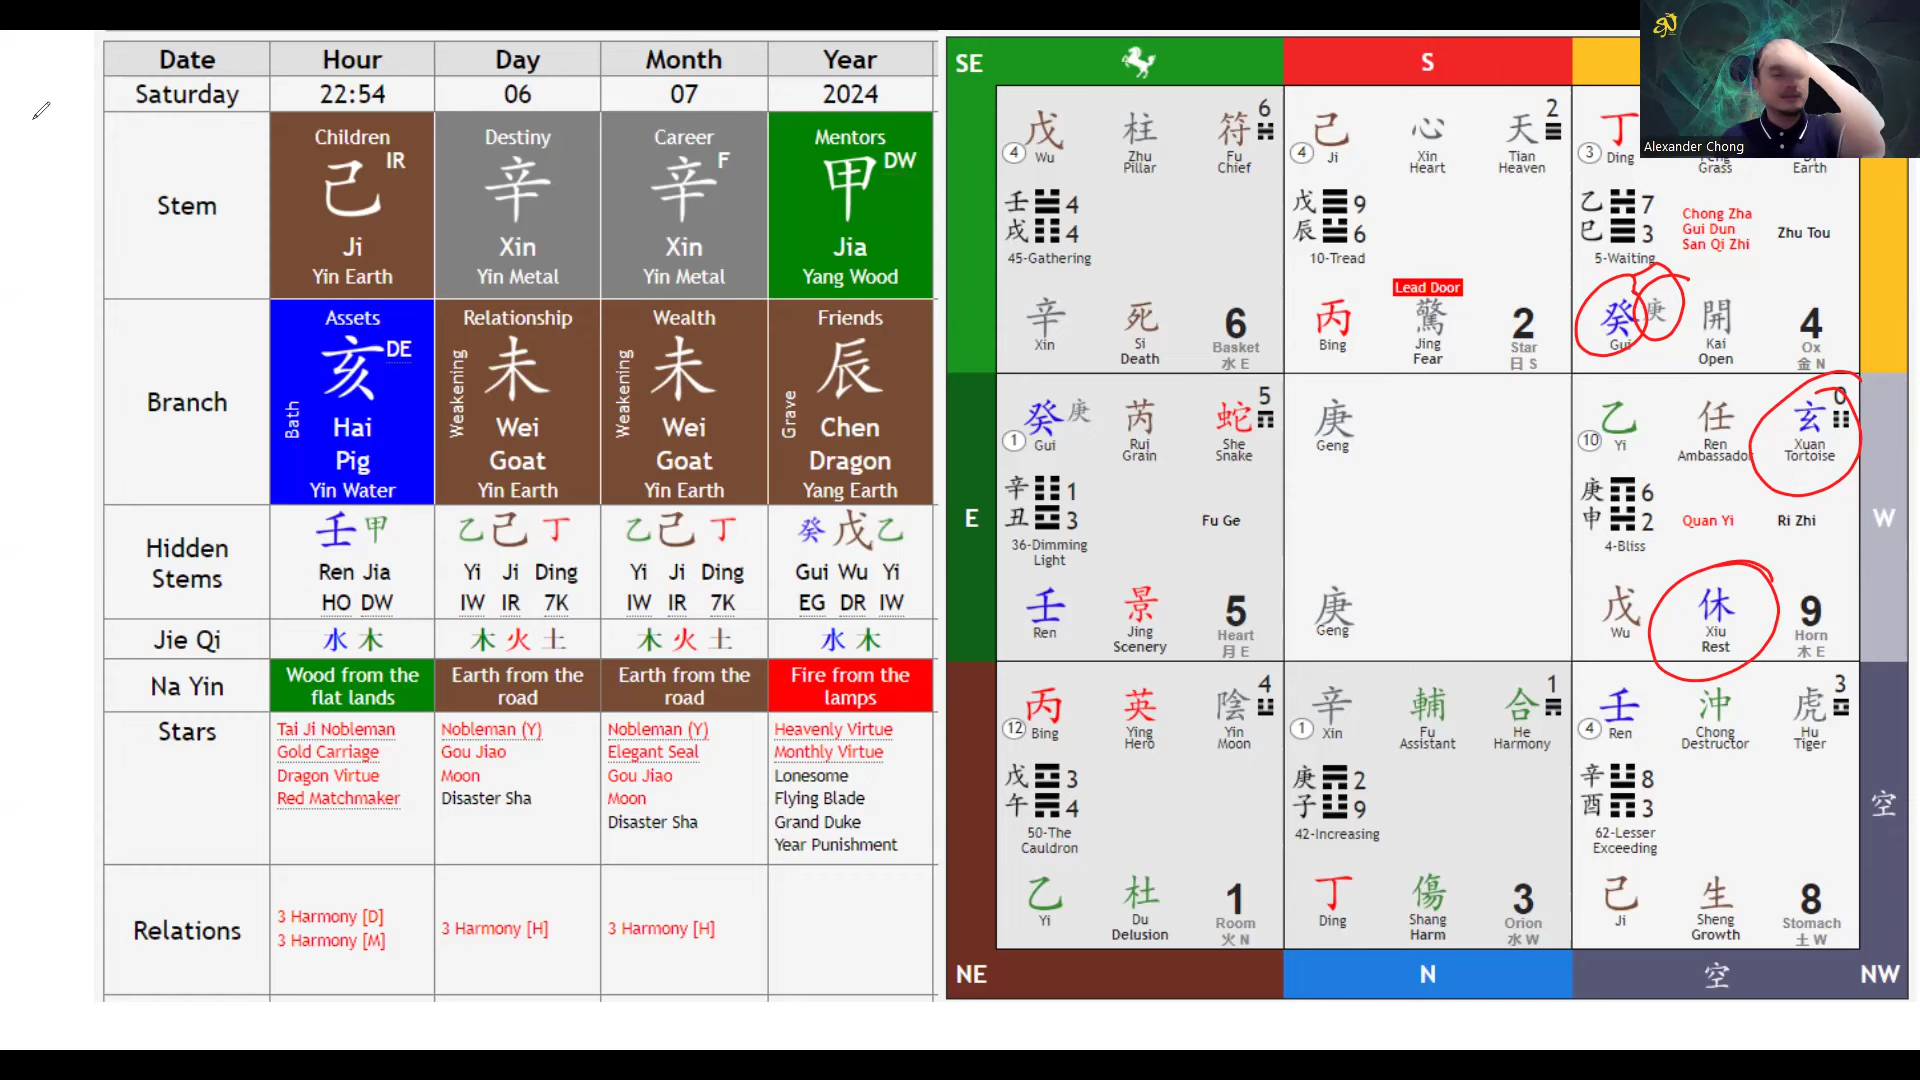 Date Hour Day Month Year
Saturday 22:54 06 07 2024
Stem
Children
己 IR
Ji
Yin Earth
Destiny
辛
Xin
Yin Metal
Career
辛 F
Xin
Yin Metal
Mentors
甲 DW
Jia
Yang Wood
Branch
Assets
亥 DE
Bath
Hai
Pig
Yin Water
Relationship
未
Weakening
Wei
Goat
Yin Earth
Wealth
未
Weakening
Wei
Goat
Yin Earth
Friends
辰
Grave
Chen
Dragon
Yang Earth
Hidden
Stems
壬 甲
Ren Jia
HO DW
乙 己 丁
Yi Ji Ding
IW IR 7K
乙 己 丁
Yi Ji Ding
IW IR 7K
癸 戊 乙
Gui Wu Yi
EG DR IW
Jie Qi 水 木 木 火 土 木 火 土 水 木
Na Yin
Wood from the
flat lands
Earth from the
road
Earth from the
road
Fire from the
lamps
Stars
Tai Ji Nobleman
Gold Carriage
Dragon Virtue
Red Matchmaker
Nobleman (Y)
Gou Jiao
Moon
Disaster Sha
Nobleman (Y)
Elegant Seal
Gou Jiao
Moon
Disaster Sha
Heavenly Virtue
Monthly Virtue
Lonesome
Flying Blade
Grand Duke
Year Punishment
Relations
3 Harmony [D]
3 Harmony [M]
3 Harmony [H]
3 Harmony [H]
SE
S
戊 柱 符 6
4 Wu Zhu Fu
Pillar Chief
壬 4
戌 4
45-Gathering
辛 死 6
Xin Si Basket
Death 水 E
己 心 天 2
4 Ji Xin Tian
Heart Heaven
戊 9
辰 6
10-Tread
Lead Door
丙 驚 2
Bing Jing Star
Fear 日 S
丁
3 Ding
Grass Earth
乙 7
巳 3
5-Waiting
Chong Zha
Gui Dun
San Qi Zhi
Zhu Tou
癸 庚 開 4
Gui Kai Ox
Open 金 N
Alexander Chong
E
癸 庚 芮 蛇 5
1 Gui Rui She
Grain Snake
辛 1
丑 3
36-Dimming
Light
Fu Ge
壬 景 5
Ren Jing Heart
Scenery 月 E
庚
Geng
庚
Geng
乙 任 玄 0
10 Yi Ren Xuan
Ambassador Tortoise
庚 6
申 2
4-Bliss
Quan Yi
Ri Zhi
戊 休 9
Wu Xiu Horn
Rest 木 E
W
丙 英 陰 4
12 Bing Ying Yin
Hero Moon
戊 3
午 4
50-The
Cauldron
乙 杜 1
Yi Du Room
Delusion 火 N
辛 輔 合 1
1 Xin Fu He
Assistant Harmony
庚 2
子 9
42-Increasing
丁 傷 3
Ding Shang Orion
Harm 水 W
壬 沖 虎 3
4 Ren Chong Hu
Destructor Tiger
辛 8
酉 3
62-Lesser
Exceeding
己 生 8
Ji Sheng Stomach
Growth 土 W
空
NE
N
空
NW